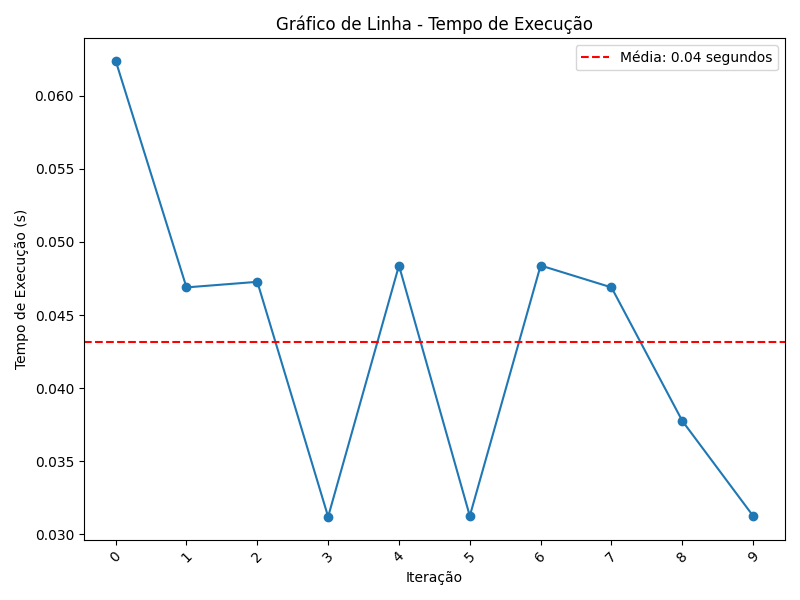 Gráfico de Linha - Tempo de Execução
Média: 0.04 segundos
0.060
0.055
0.050
0.045
0.040
0.035
0.030
Tempo de Execução (s)
0 1 2 3 4 5 6 7 8 9
Iteração